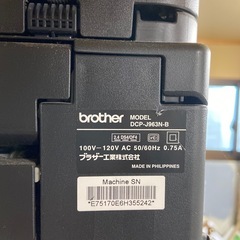 brother
MODEL
DCP-J963N-B
100V-120V AC 50/60Hz 0.75A
ブラザー工業株式会社
MADE IN PHILIPPINES
Machine SN
*E75170E6H355242*